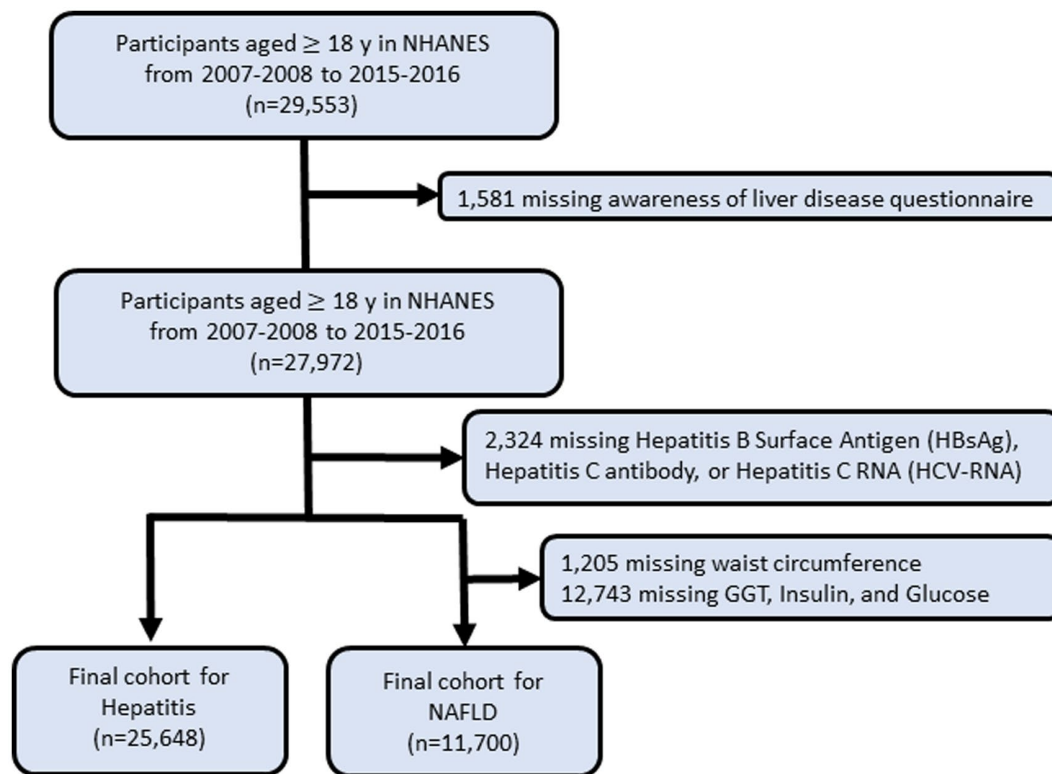 Participants aged ≥ 18 y in NHANES
from 2007-2008 to 2015-2016
(n=29,553)
1,581 missing awareness of liver disease questionnaire
Participants aged ≥ 18 y in NHANES
from 2007-2008 to 2015-2016
(n=27,972)
2,324 missing Hepatitis B Surface Antigen (HBsAg),
Hepatitis C antibody, or Hepatitis C RNA (HCV-RNA)
1,205 missing waist circumference
12,743 missing GGT, Insulin, and Glucose
Final cohort for
Hepatitis
(n=25,648)
Final cohort for
NAFLD
(n=11,700)